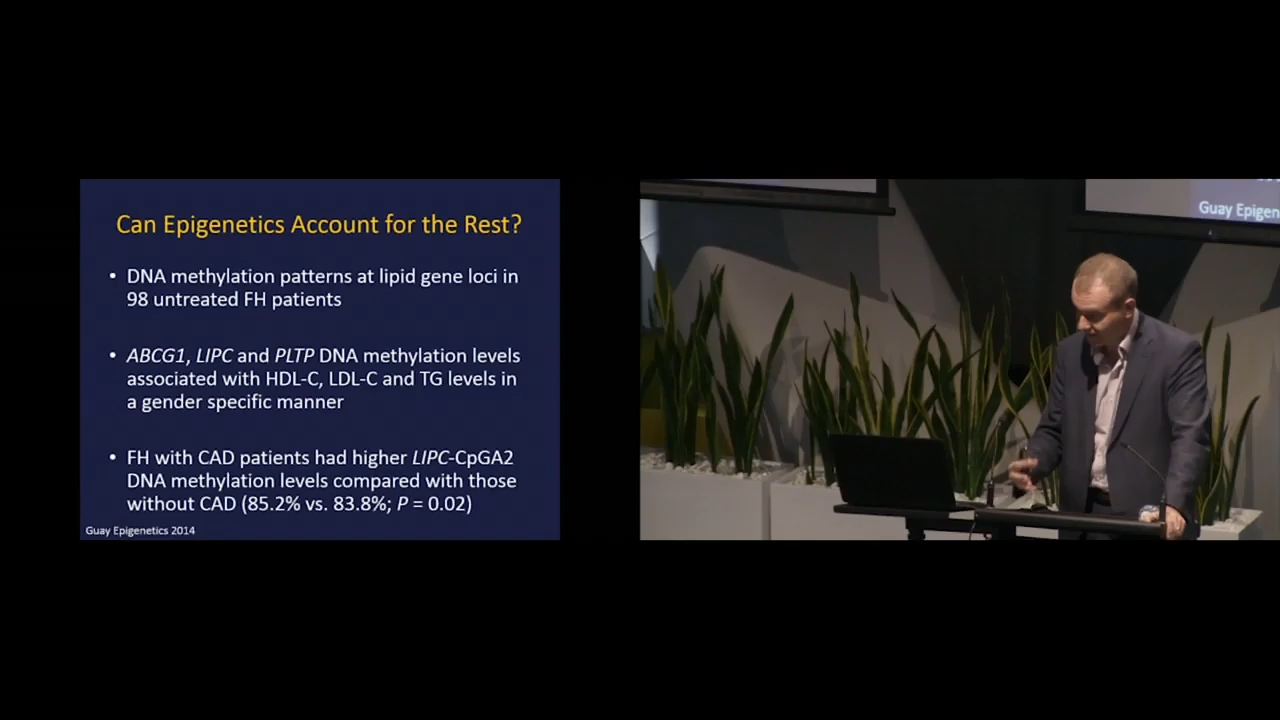 Can Epigenetics Account for the Rest?
• DNA methylation patterns at lipid gene loci in
98 untreated FH patients
• ABCG1, LIPC and PLTP DNA methylation levels
associated with HDL-C, LDL-C and TG levels in
a gender specific manner
• FH with CAD patients had higher LIPC-CpGA2
DNA methylation levels compared with those
without CAD (85.2% vs. 83.8%; P = 0.02)
Guay Epigenetics 2014
Guay Epigen